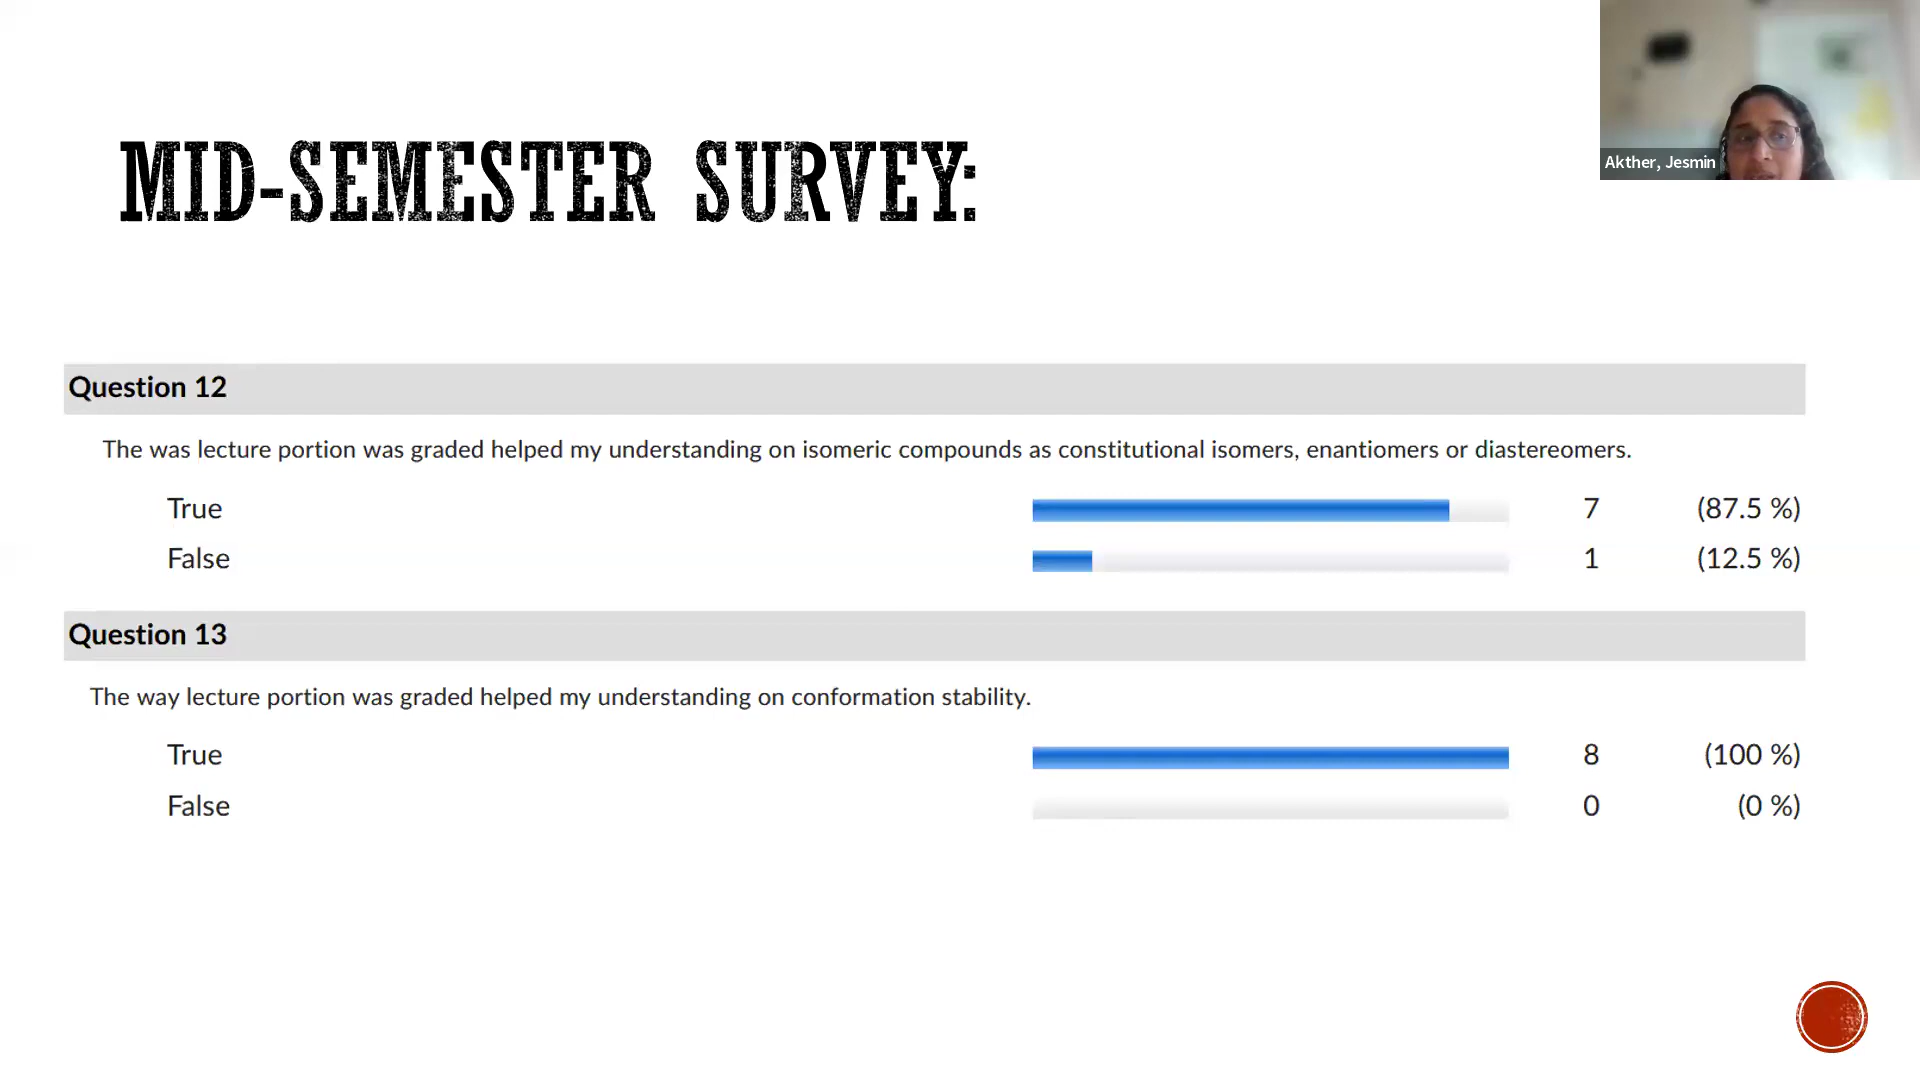 MID-SEMESTER SURVEY:
Akther, Jesmin
Question 12
The was lecture portion was graded helped my understanding on isomeric compounds as constitutional isomers, enantiomers or diastereomers.
True 7 (87.5 %)
False 1 (12.5 %)
Question 13
The way lecture portion was graded helped my understanding on conformation stability.
True 8 (100 %)
False 0 (0 %)